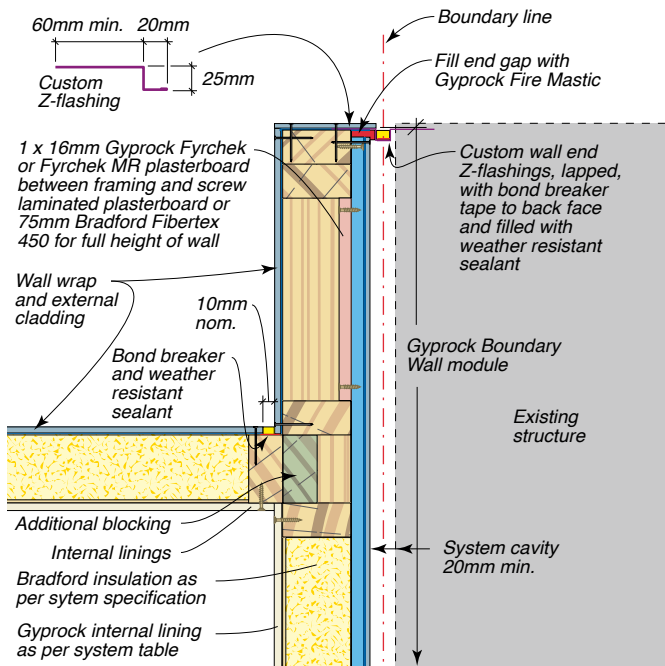 60mm min.
20mm
25mm
Custom
Z-flashing
Boundary line
Fill end gap with
Gyprock Fire Mastic
1 x 16mm Gyprock Fyrchek
or Fyrchek MR plasterboard
between framing and screw
laminated plasterboard or
75mm Bradford Fibertex
450 for full height of wall
Custom wall end
Z-flashings, lapped,
with bond breaker
tape to back face
and filled with
weather resistant
sealant
Wall wrap
and external
cladding
10mm
nom.
Bond breaker
and weather
resistant
sealant
Gyprock Boundary
Wall module
Existing
structure
Additional blocking
Internal linings
Bradford insulation as
per sytem specification
Gyprock internal lining
as per system table
System cavity
20mm min.